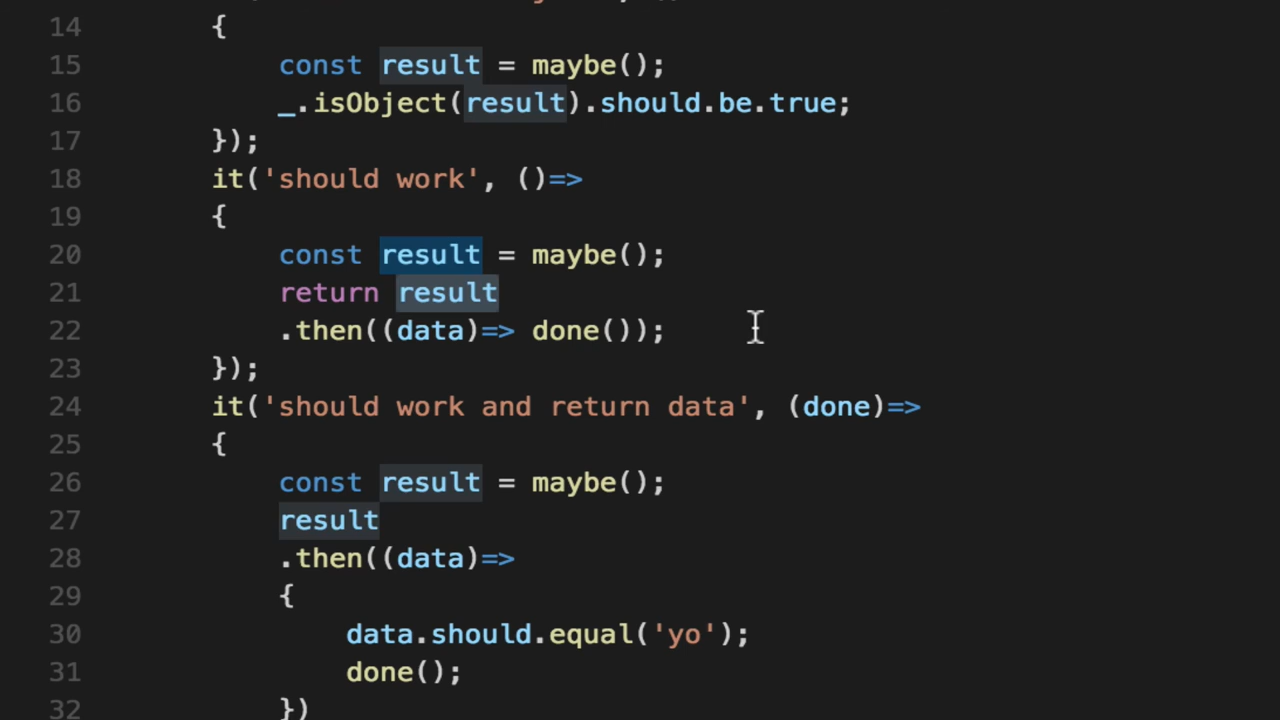 14 {
15 const result = maybe();
16 _.isObject(result).should.be.true;
17 });
18 it('should work', ()=>
19 {
20 const result = maybe();
21 return result
22 .then((data)=> done());
23 });
24 it('should work and return data', (done)=>
25 {
26 const result = maybe();
27 result
28 .then((data)=>
29 {
30 data.should.equal('yo');
31 done();
32 })